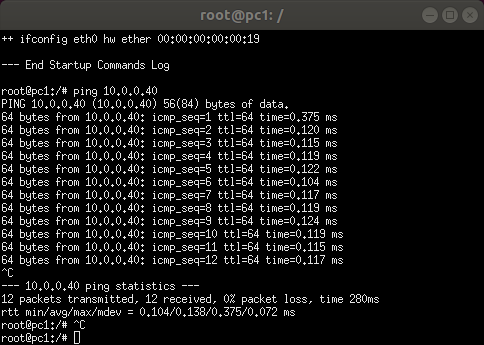 root@pc1: /
++ ifconfig eth0 hw ether 00:00:00:00:00:19
--- End Startup Commands Log
root@pc1:/# ping 10.0.0.40
PING 10.0.0.40 (10.0.0.40) 56(84) bytes of data.
64 bytes from 10.0.0.40: icmp_seq=1 ttl=64 time=0.375 ms
64 bytes from 10.0.0.40: icmp_seq=2 ttl=64 time=0.120 ms
64 bytes from 10.0.0.40: icmp_seq=3 ttl=64 time=0.115 ms
64 bytes from 10.0.0.40: icmp_seq=4 ttl=64 time=0.119 ms
64 bytes from 10.0.0.40: icmp_seq=5 ttl=64 time=0.122 ms
64 bytes from 10.0.0.40: icmp_seq=6 ttl=64 time=0.104 ms
64 bytes from 10.0.0.40: icmp_seq=7 ttl=64 time=0.117 ms
64 bytes from 10.0.0.40: icmp_seq=8 ttl=64 time=0.119 ms
64 bytes from 10.0.0.40: icmp_seq=9 ttl=64 time=0.124 ms
64 bytes from 10.0.0.40: icmp_seq=10 ttl=64 time=0.119 ms
64 bytes from 10.0.0.40: icmp_seq=11 ttl=64 time=0.115 ms
64 bytes from 10.0.0.40: icmp_seq=12 ttl=64 time=0.117 ms
^C
--- 10.0.0.40 ping statistics ---
12 packets transmitted, 12 received, 0% packet loss, time 280ms
rtt min/avg/max/mdev = 0.104/0.138/0.375/0.072 ms
root@pc1:/# ^C
root@pc1:/#